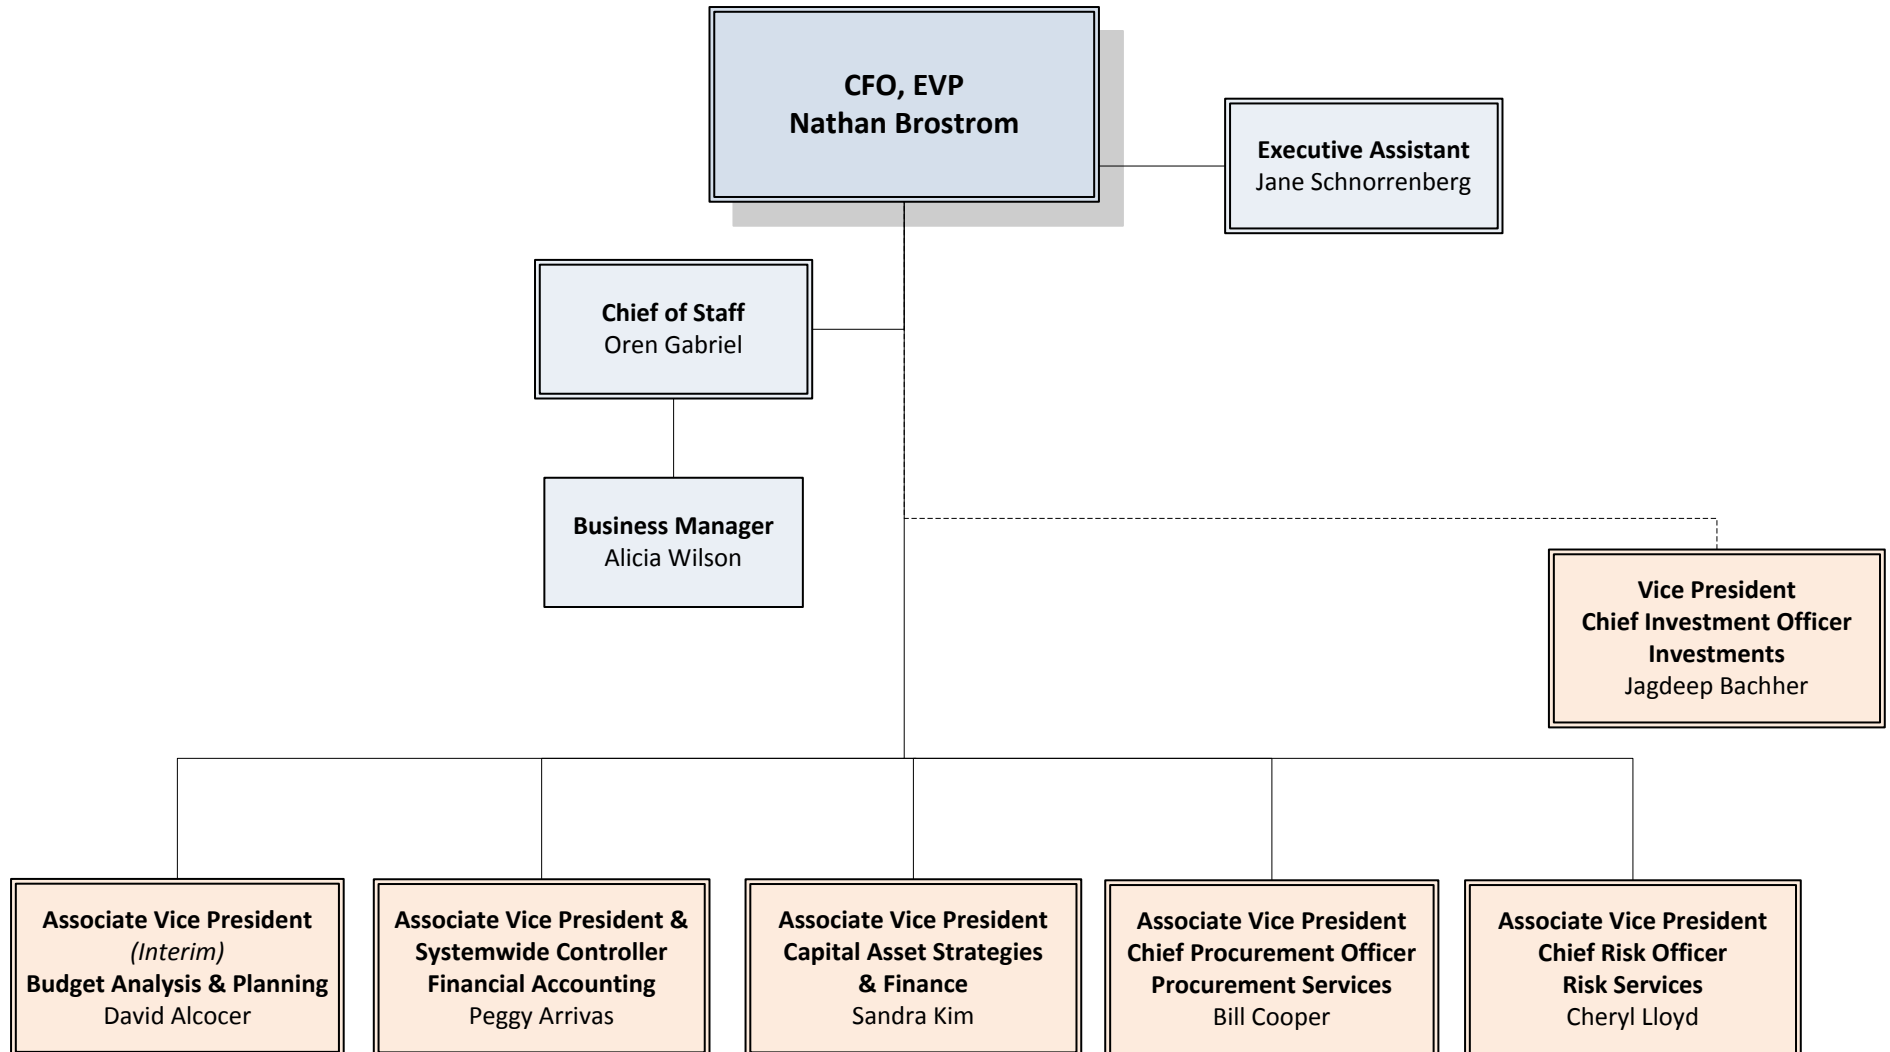 CFO, EVP
Nathan Brostrom
Executive Assistant
Jane Schnorrenberg
Chief of Staff
Oren Gabriel
Business Manager
Alicia Wilson
Vice President
Chief Investment Officer
Investments
Jagdeep Bachher
Associate Vice President
(Interim)
Budget Analysis & Planning
David Alcocer
Associate Vice President &
Systemwide Controller
Financial Accounting
Peggy Arrivas
Associate Vice President
Capital Asset Strategies
& Finance
Sandra Kim
Associate Vice President
Chief Procurement Officer
Procurement Services
Bill Cooper
Associate Vice President
Chief Risk Officer
Risk Services
Cheryl Lloyd